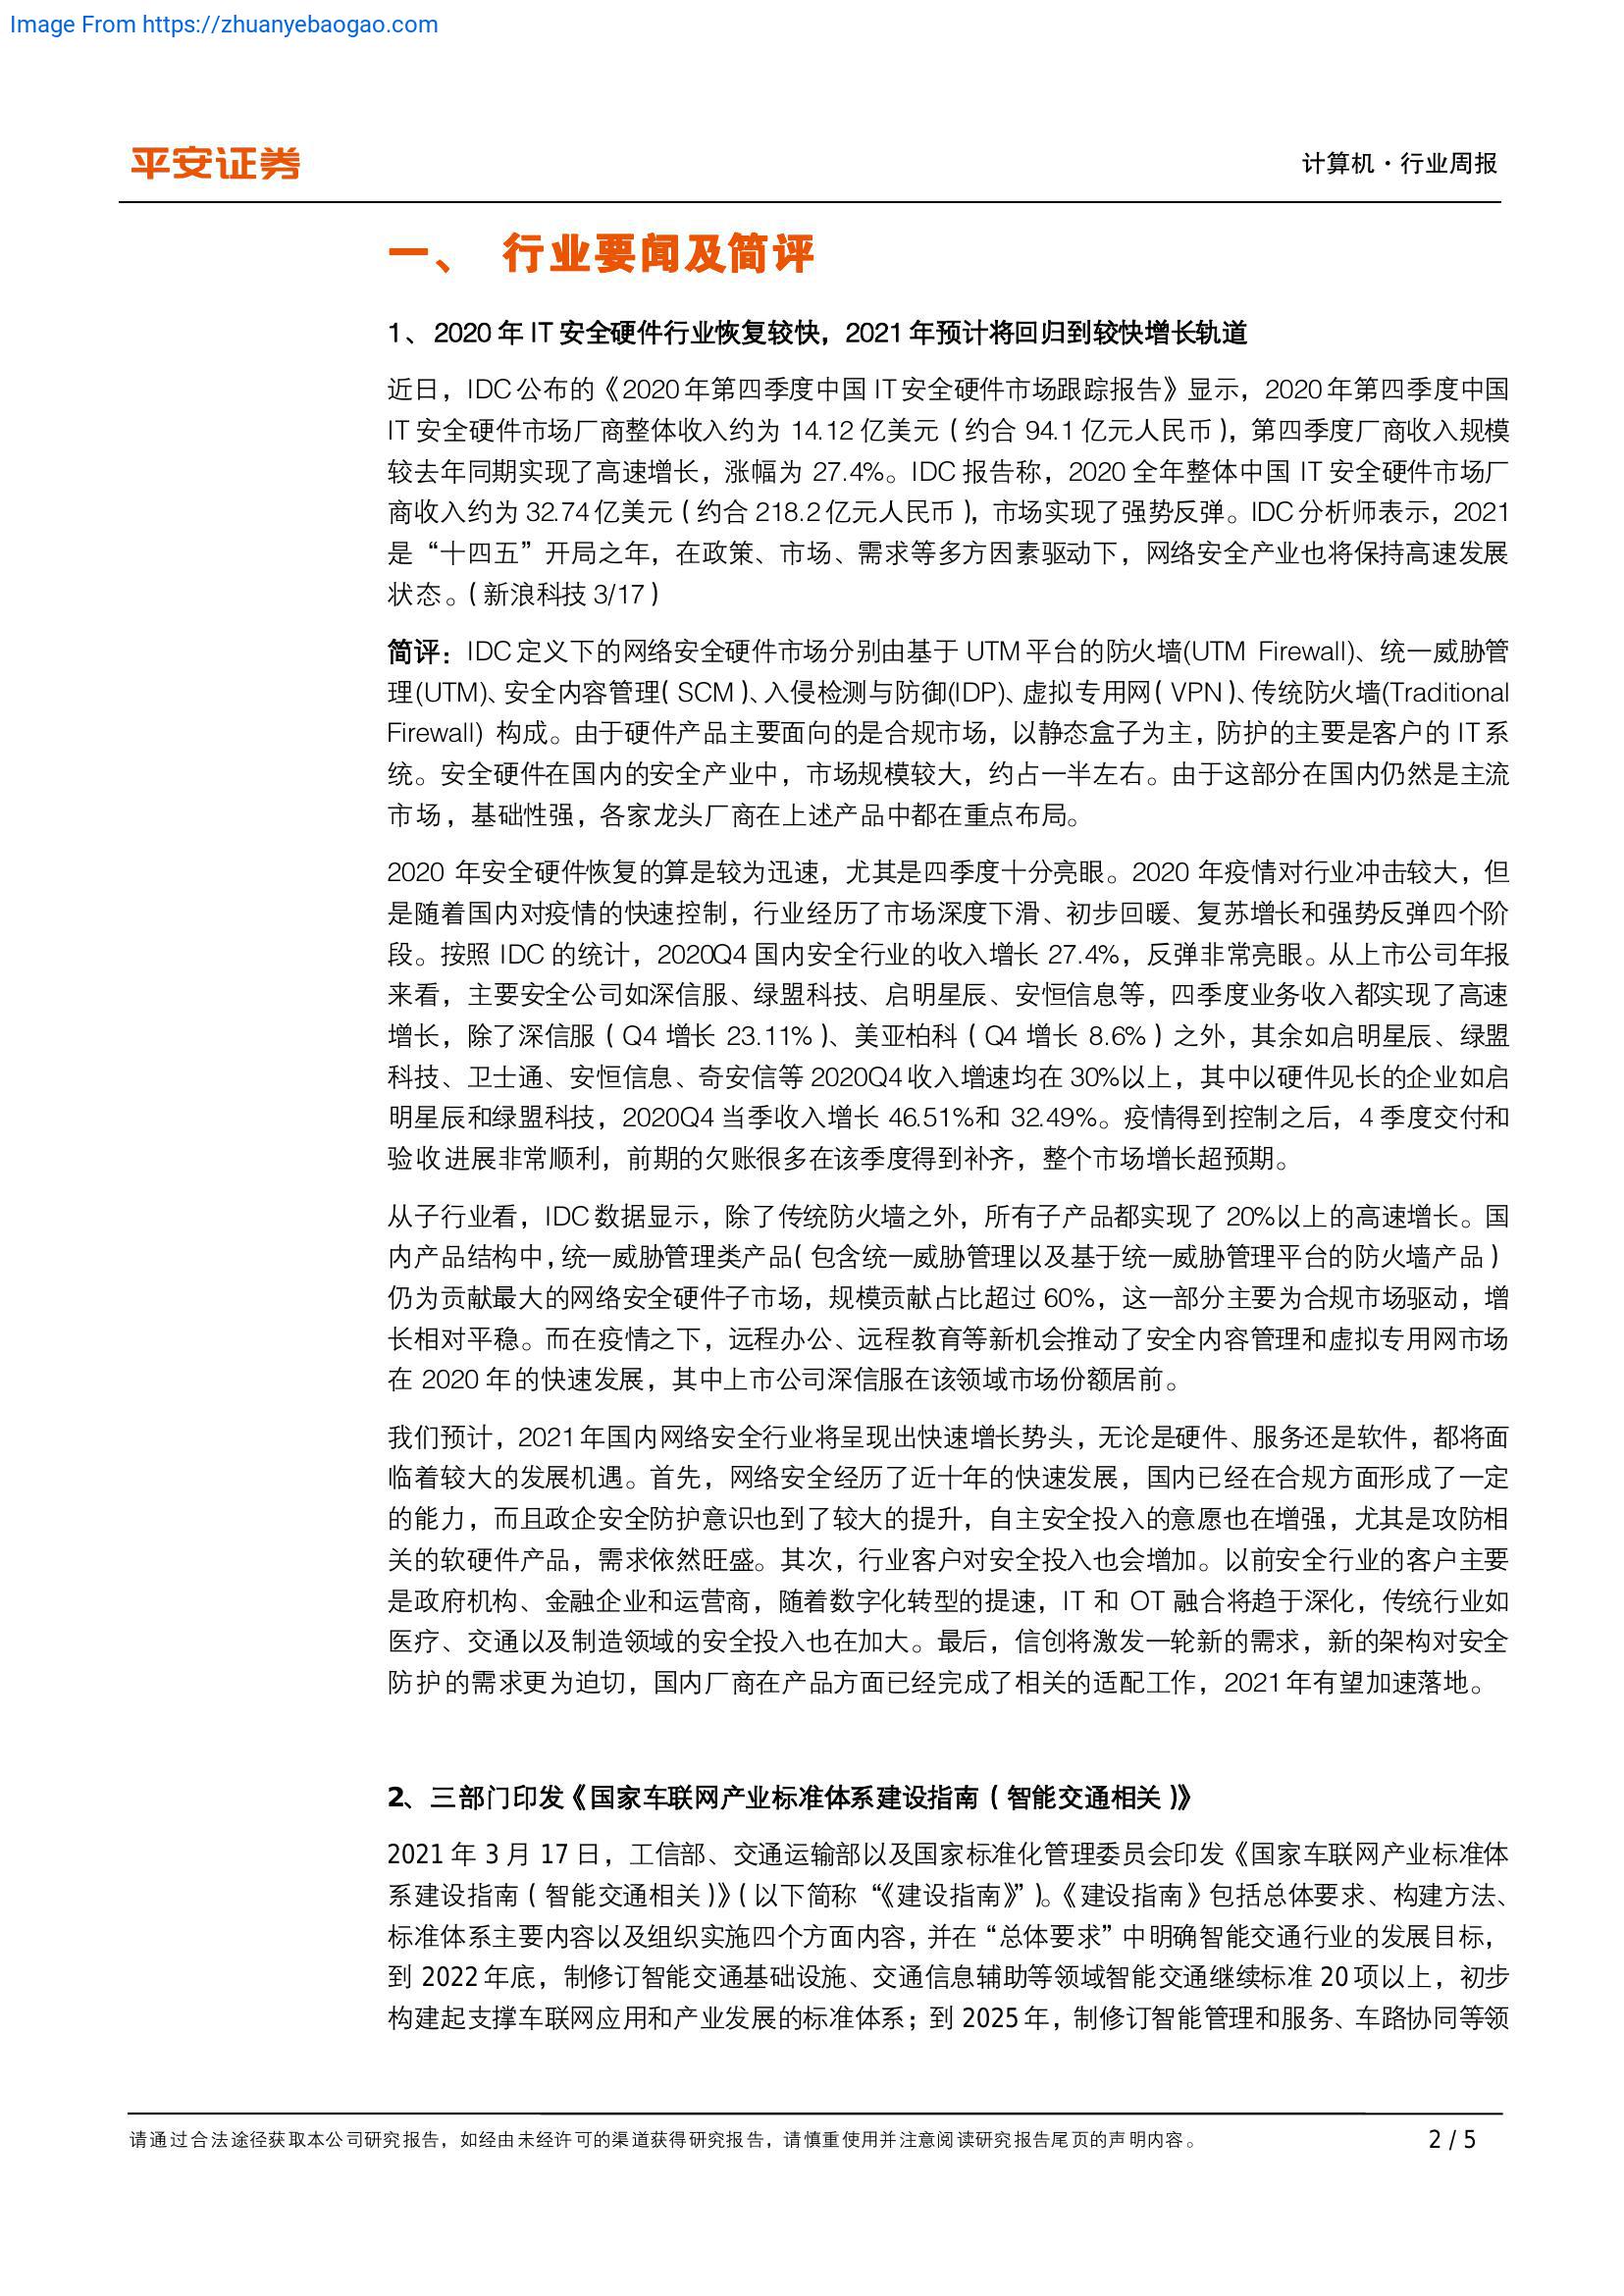 Image From https://zhuanyebaogao.com
平安证券
计算机·行业周报
一、 行业要闻及简评
1、2020 年 IT 安全硬件行业恢复较快，2021 年预计将回归到较快增长轨道
近日，IDC 公布的《2020 年第四季度中国 IT 安全硬件市场跟踪报告》显示，2020 年第四季度中国
IT 安全硬件市场厂商整体收入约为 14.12 亿美元（约合 94.1 亿元人民币），第四季度厂商收入规模
较去年同期实现了高速增长，涨幅为 27.4%。IDC 报告称，2020 全年整体中国 IT 安全硬件市场厂
商收入约为 32.74 亿美元（约合 218.2 亿元人民币），市场实现了强势反弹。IDC 分析师表示，2021
是“十四五”开局之年，在政策、市场、需求等多方因素驱动下，网络安全产业也将保持高速发展
状态。（新浪科技 3/17）
简评：IDC 定义下的网络安全硬件市场分别由基于 UTM 平台的防火墙(UTM Firewall)、统一威胁管
理(UTM)、安全内容管理（SCM）、入侵检测与防御(IDP)、虚拟专用网（VPN）、传统防火墙(Traditional
Firewall) 构成。由于硬件产品主要面向的是合规市场，以静态盒子为主，防护的主要是客户的 IT 系
统。安全硬件在国内的安全产业中，市场规模较大，约占一半左右。由于这部分在国内仍然是主流
市场，基础性强，各家龙头厂商在上述产品中都在重点布局。
2020 年安全硬件恢复的算是较为迅速，尤其是四季度十分亮眼。2020 年疫情对行业冲击较大，但
是随着国内对疫情的快速控制，行业经历了市场深度下滑、初步回暖、复苏增长和强势反弹四个阶
段。按照 IDC 的统计，2020Q4 国内安全行业的收入增长 27.4%，反弹非常亮眼。从上市公司年报
来看，主要安全公司如深信服、绿盟科技、启明星辰、安恒信息等，四季度业务收入都实现了高速
增长，除了深信服（Q4 增长 23.11%）、美亚柏科（Q4 增长 8.6%）之外，其余如启明星辰、绿盟
科技、卫士通、安恒信息、奇安信等 2020Q4 收入增速均在 30%以上，其中以硬件见长的企业如启
明星辰和绿盟科技，2020Q4 当季收入增长 46.51%和 32.49%。疫情得到控制之后，4 季度交付和
验收进展非常顺利，前期的欠账很多在该季度得到补齐，整个市场增长超预期。
从子行业看，IDC 数据显示，除了传统防火墙之外，所有子产品都实现了 20%以上的高速增长。国
内产品结构中，统一威胁管理类产品（包含统一威胁管理以及基于统一威胁管理平台的防火墙产品）
仍为贡献最大的网络安全硬件子市场，规模贡献占比超过 60%，这一部分主要为合规市场驱动，增
长相对平稳。而在疫情之下，远程办公、远程教育等新机会推动了安全内容管理和虚拟专用网市场
在 2020 年的快速发展，其中上市公司深信服在该领域市场份额居前。
我们预计，2021 年国内网络安全行业将呈现出快速增长势头，无论是硬件、服务还是软件，都将面
临着较大的发展机遇。首先，网络安全经历了近十年的快速发展，国内已经在合规方面形成了一定
的能力，而且政企安全防护意识也到了较大的提升，自主安全投入的意愿也在增强，尤其是攻防相
关的软硬件产品，需求依然旺盛。其次，行业客户对安全投入也会增加。以前安全行业的客户主要
是政府机构、金融企业和运营商，随着数字化转型的提速，IT 和 OT 融合将趋于深化，传统行业如
医疗、交通以及制造领域的安全投入也在加大。最后，信创将激发一轮新的需求，新的架构对安全
防护的需求更为迫切，国内厂商在产品方面已经完成了相关的适配工作，2021 年有望加速落地。
2、三部门印发《国家车联网产业标准体系建设指南（智能交通相关）》
2021 年 3 月 17 日，工信部、交通运输部以及国家标准化管理委员会印发《国家车联网产业标准体
系建设指南（智能交通相关）》（以下简称“《建设指南》”）。《建设指南》包括总体要求、构建方法、
标准体系主要内容以及组织实施四个方面内容，并在“总体要求”中明确智能交通行业的发展目标，
到 2022 年底，制修订智能交通基础设施、交通信息辅助等领域智能交通继续标准 20 项以上，初步
构建起支撑车联网应用和产业发展的标准体系；到 2025 年，制修订智能管理和服务、车路协同等领
请通过合法途径获取本公司研究报告，如经由未经许可的渠道获得研究报告，请慎重使用并注意阅读研究报告尾页的声明内容。
2 / 5